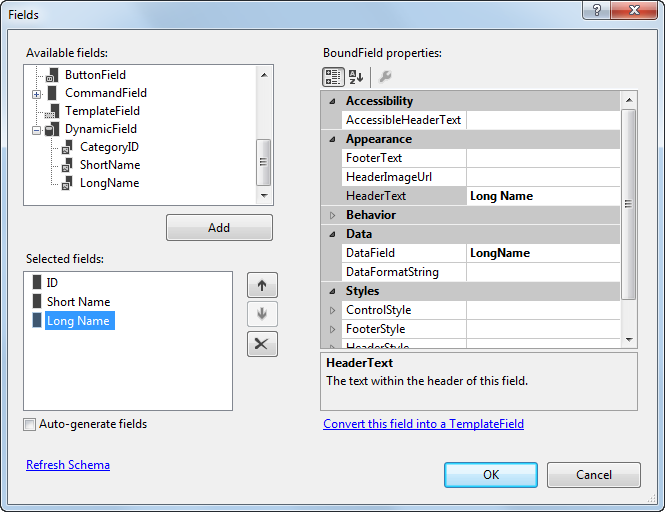 Fields
Available fields:
ButtonField
CommandField
TemplateField
DynamicField
CategoryID
ShortName
LongName
Add
Selected fields:
ID
Short Name
Long Name
Auto-generate fields
Refresh Schema
BoundField properties:
Accessibility
AccessibleHeaderText
Appearance
FooterText
HeaderImageUrl
HeaderText Long Name
Behavior
Data
DataField LongName
DataFormatString
Styles
ControlStyle
FooterStyle
HeaderStyle
HeaderText
The text within the header of this field.
Convert this field into a TemplateField
OK Cancel